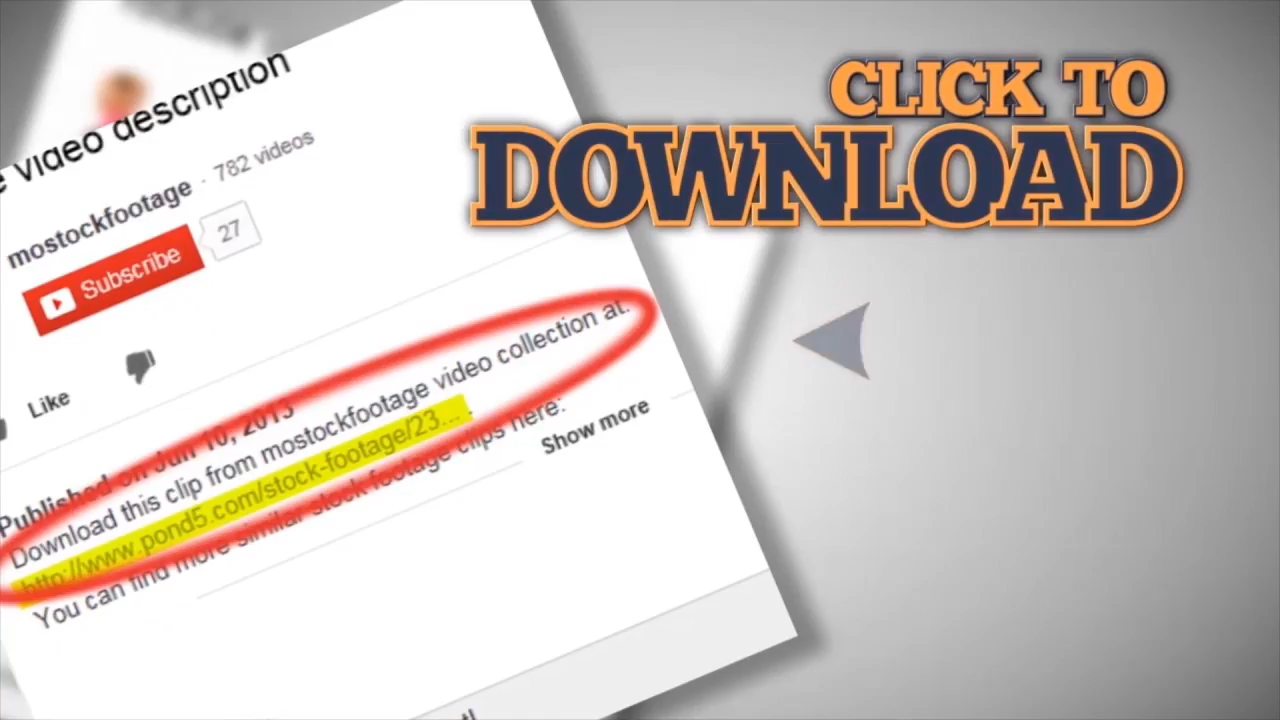 CLICK TO
DOWNLOAD
video description
mostockfootage · 782 videos
Subscribe 27
Like
Published on Jun 10, 2013
Download this clip from mostockfootage video collection at:
http://www.pond5.com/stock-footage/23... .
You can find more similar stock footage clips here:
Show more